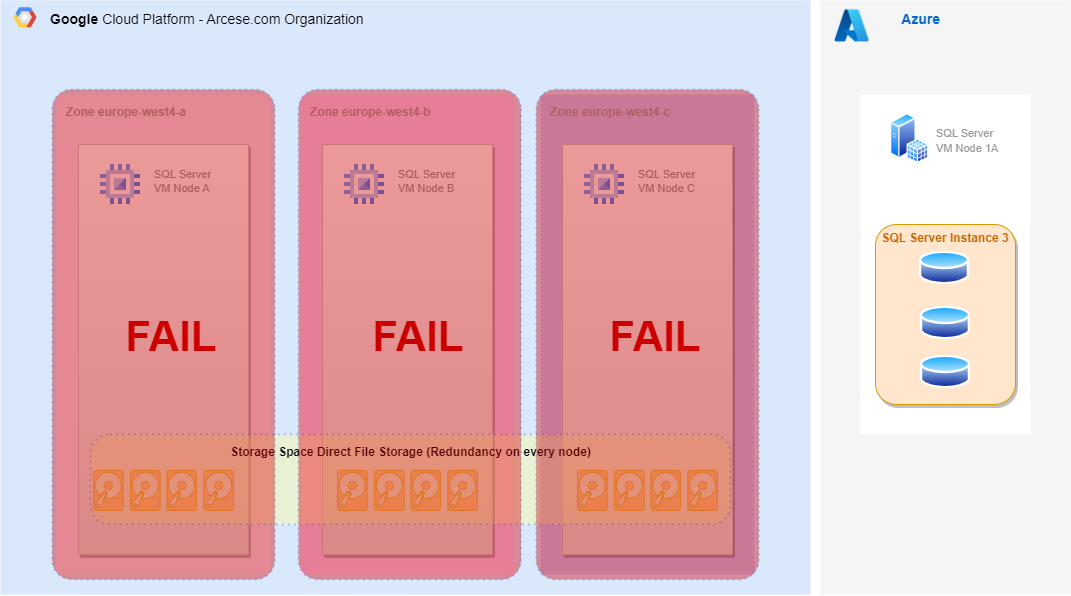 Google Cloud Platform - Arcese.com Organization
Azure
Zone europe-west4-a
Zone europe-west4-b
Zone europe-west4-c
SQL Server
VM Node A
SQL Server
VM Node B
SQL Server
VM Node C
SQL Server
VM Node 1A
SQL Server Instance 3
FAIL
FAIL
FAIL
Storage Space Direct File Storage (Redundancy on every node)